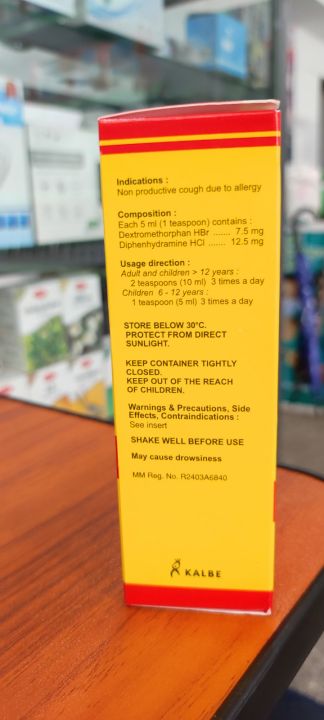 Indications :
Non productive cough due to allergy
Composition :
Each 5 ml (1 teaspoon) contains :
Dextromethorphan HBr ....... 7.5 mg
Diphenhydramine HCl ....... 12.5 mg
Usage direction :
Adult and children > 12 years :
2 teaspoons (10 ml) 3 times a day
Children 6 - 12 years :
1 teaspoon (5 ml) 3 times a day
STORE BELOW 30°C.
PROTECT FROM DIRECT
SUNLIGHT.
KEEP CONTAINER TIGHTLY
CLOSED.
KEEP OUT OF THE REACH
OF CHILDREN.
Warnings & Precautions, Side
Effects, Contraindications :
See insert
SHAKE WELL BEFORE USE
May cause drowsiness
MM Reg. No. R2403A6840
KALBE